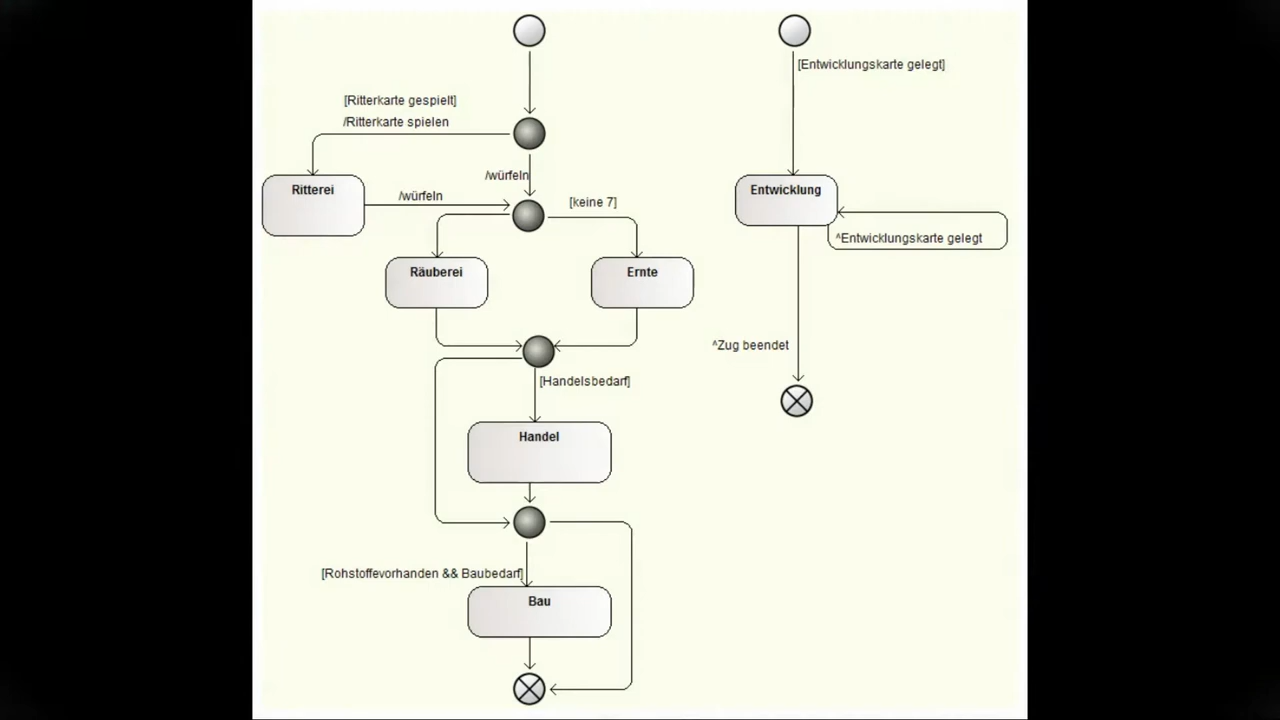 [Entwicklungskarte gelegt]
[Ritterkarte gespielt]
/Ritterkarte spielen
/würfeln
Ritterei
/würfeln
[keine 7]
Entwicklung
^Entwicklungskarte gelegt
Räuberei
Ernte
^Zug beendet
[Handelsbedarf]
Handel
[Rohstoffevorhanden && Baubedarf]
Bau